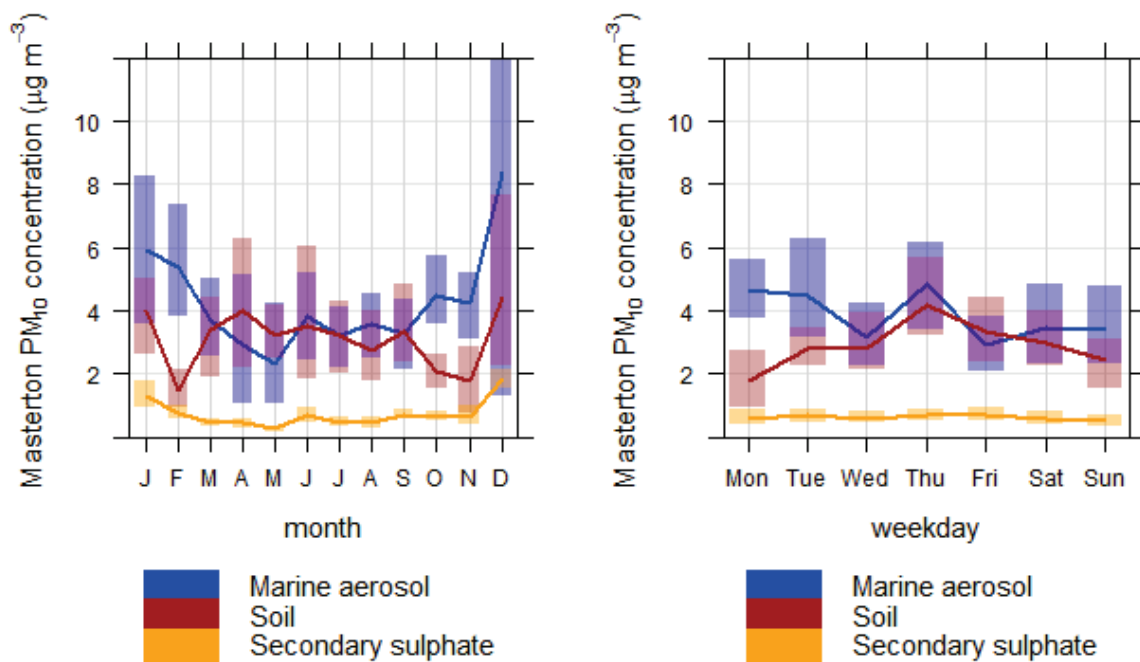 Masterton PM₁₀ concentration (µg m⁻³)
10
8
6
4
2
J F M A M J J A S O N D
month
Marine aerosol
Soil
Secondary sulphate
Masterton PM₁₀ concentration (µg m⁻³)
10
8
6
4
2
Mon Tue Wed Thu Fri Sat Sun
weekday
Marine aerosol
Soil
Secondary sulphate